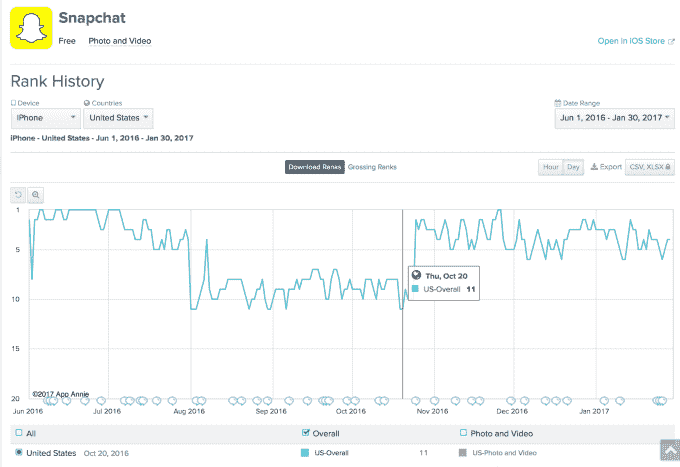 Snapchat
Free Photo and Video
Open in IOS Store
Rank History
Device Countries Date Range
iPhone United States Jun 1, 2016 - Jan 30, 2017
iPhone - United States - Jun 1, 2016 - Jan 30, 2017
Download Ranks Grossing Ranks Hour Day Export CSV, XLSX
1
5
Thu, Oct 20
US-Overall 11
10
15
20
©2017 App Annie
Jun 2016 Jul 2016 Aug 2016 Sep 2016 Oct 2016 Nov 2016 Dec 2016 Jan 2017
All Overall Photo and Video
United States Oct 20, 2016 US-Overall 11 US-Photo and Video